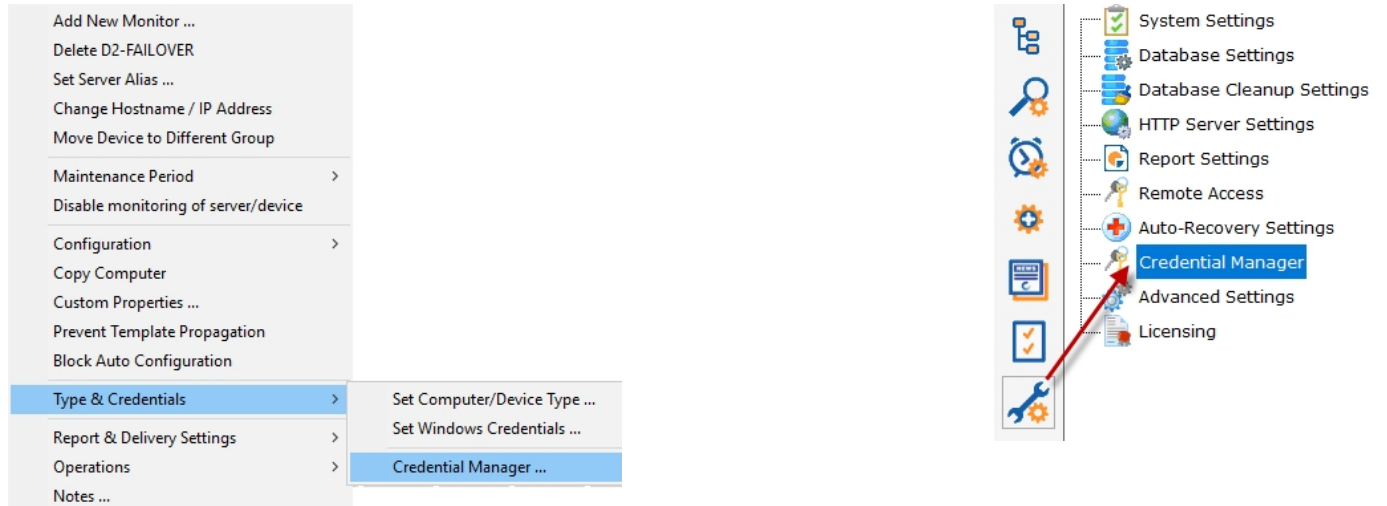 Add New Monitor ...
Delete D2-FAILOVER
Set Server Alias ...
Change Hostname / IP Address
Move Device to Different Group
Maintenance Period
Disable monitoring of server/device
Configuration
Copy Computer
Custom Properties ...
Prevent Template Propagation
Block Auto Configuration
Type & Credentials
Report & Delivery Settings
Operations
Notes ...
Set Computer/Device Type ...
Set Windows Credentials ...
Credential Manager ...
System Settings
Database Settings
Database Cleanup Settings
HTTP Server Settings
Report Settings
Remote Access
Auto-Recovery Settings
Credential Manager
Advanced Settings
Licensing
NEWS